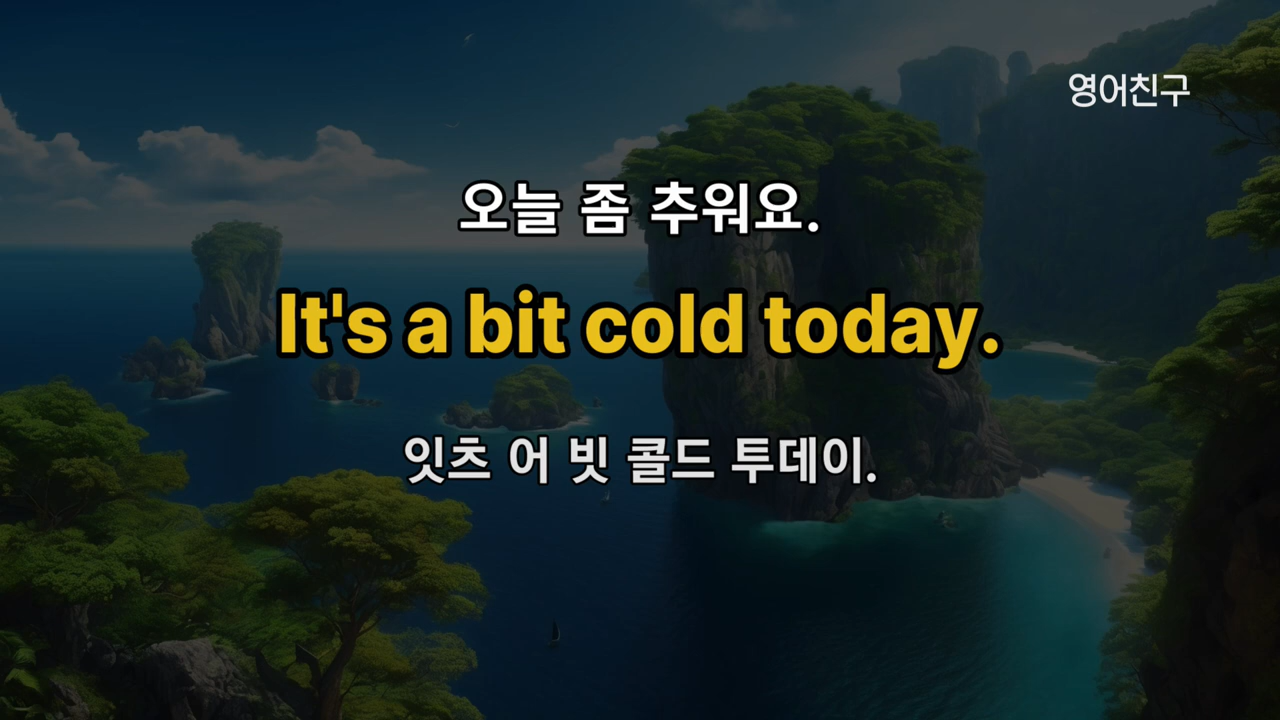 영어친구
오늘 좀 추워요.
It's a bit cold today.
잇츠 어 빗 콜드 투데이.